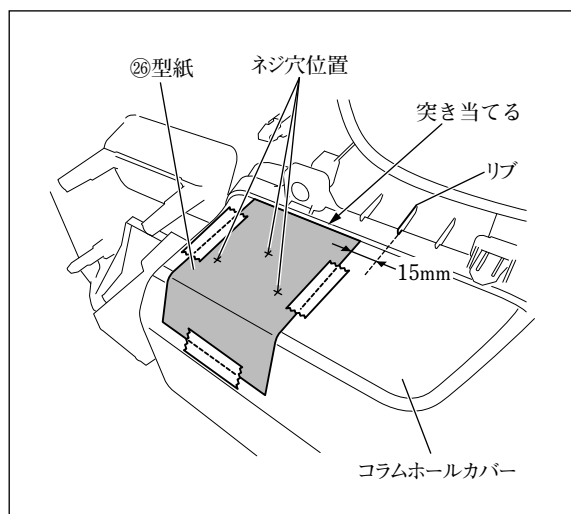 ㉖型紙
ネジ穴位置
突き当てる
リブ
15mm
コラムホールカバー